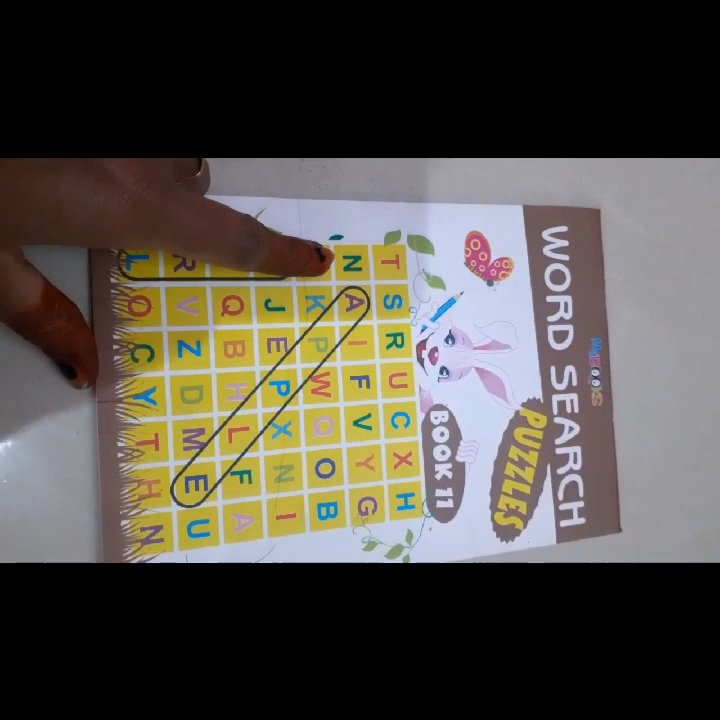 WORD SEARCH
PUZZLES
BOOK 11
T S R U C X H
N A I F V Y G
K P W Q O B
J E P X N I
Q B H L F A
R V Z D M E U
L O C Y T H N